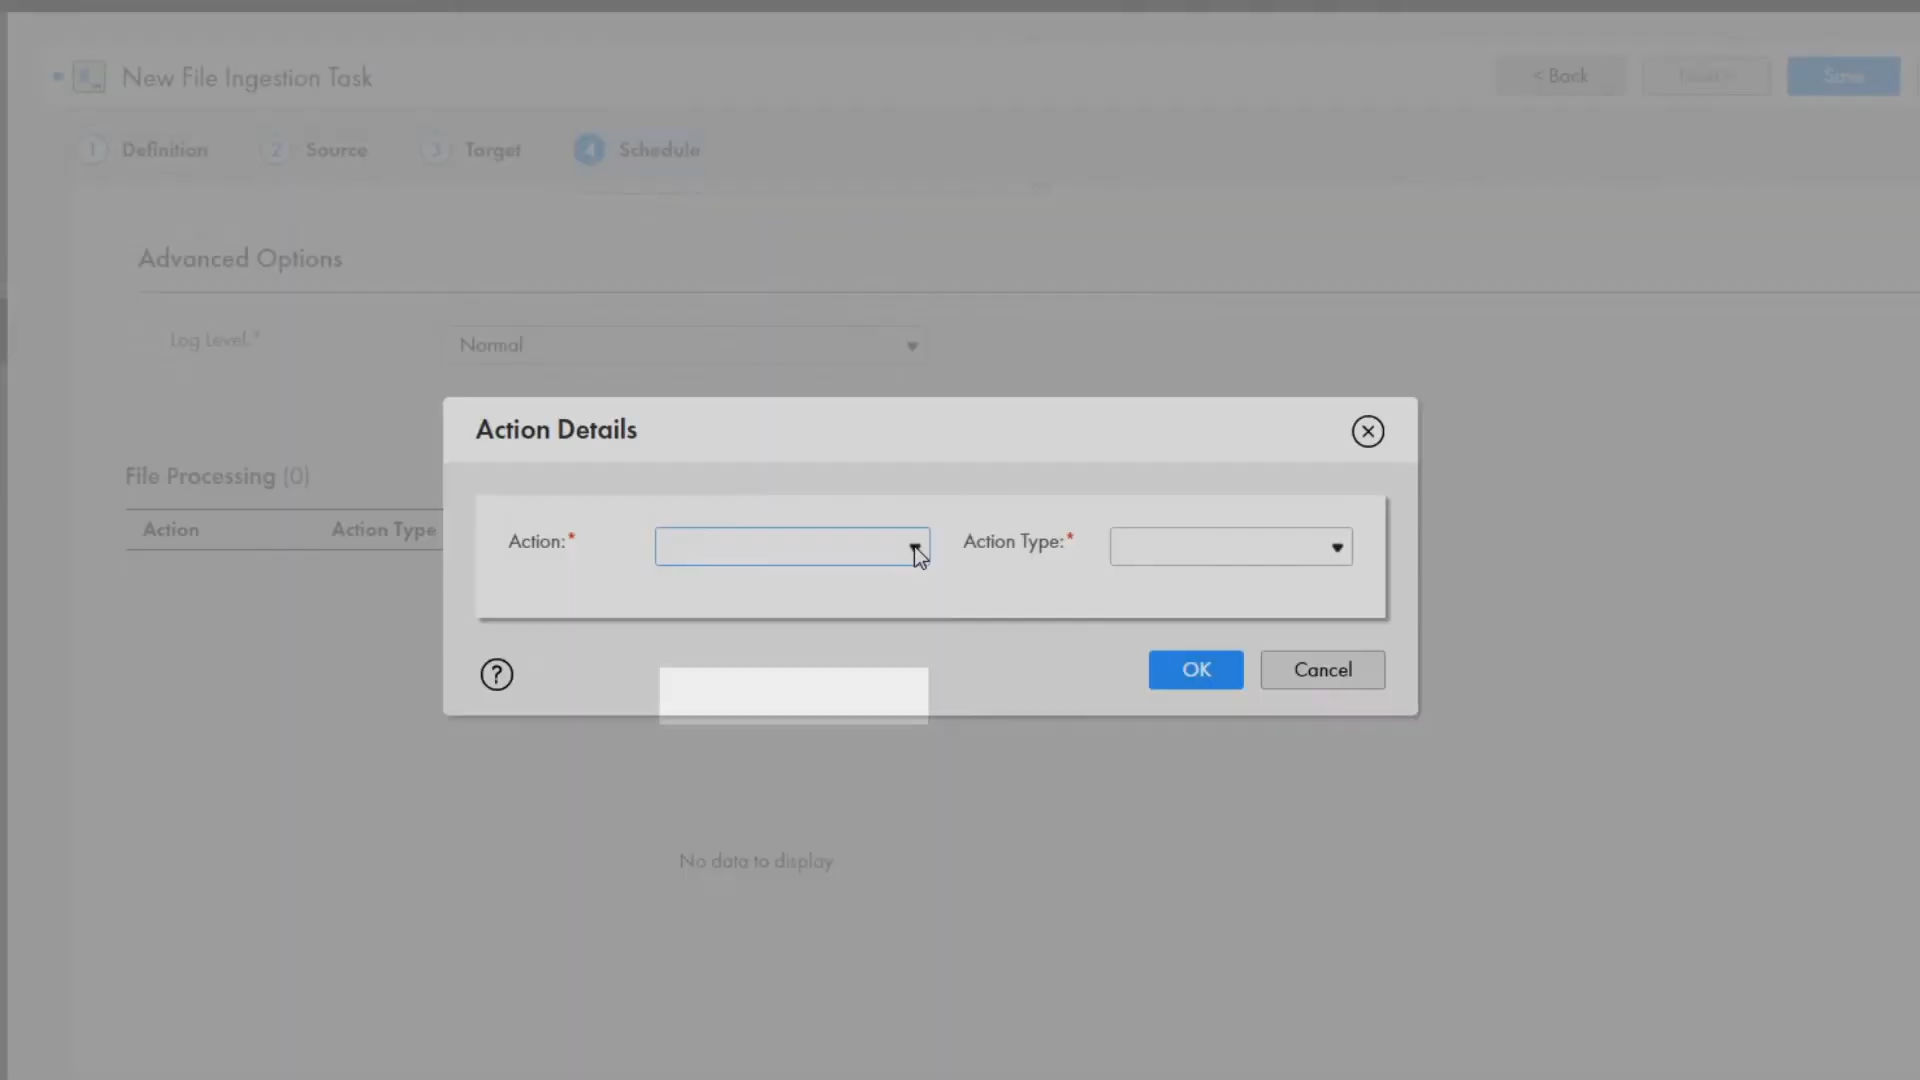 New File Ingestion Task
< Back
Save
1 Definition
2 Source
3 Target
4 Schedule
Advanced Options
Log Level:*
Normal
Action Details
File Processing (0)
Action Action Type
Action:*
Action Type:*
?
OK
Cancel
No data to display